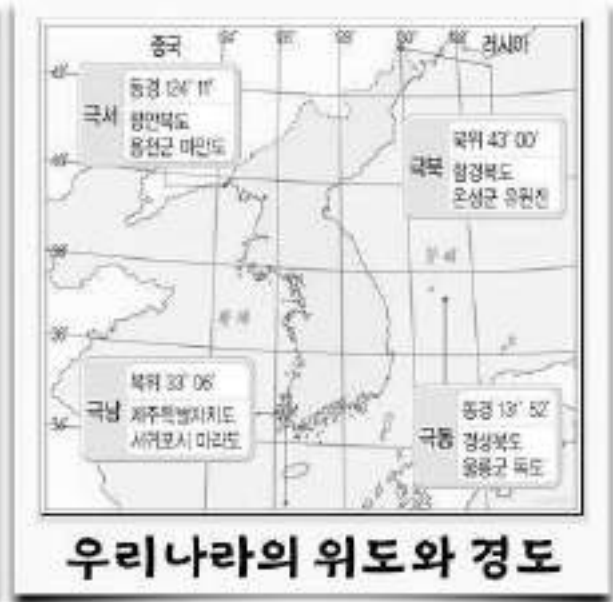 중국
러시아
극서
동경 124° 11'
평안북도
용천군 마안도
극북
북위 43° 00'
함경북도
온성군 유원진
동해
황해
극남
북위 33° 06'
제주특별자치도
서귀포시 마라도
극동
동경 131° 52'
경상북도
울릉군 독도
우리나라의 위도와 경도